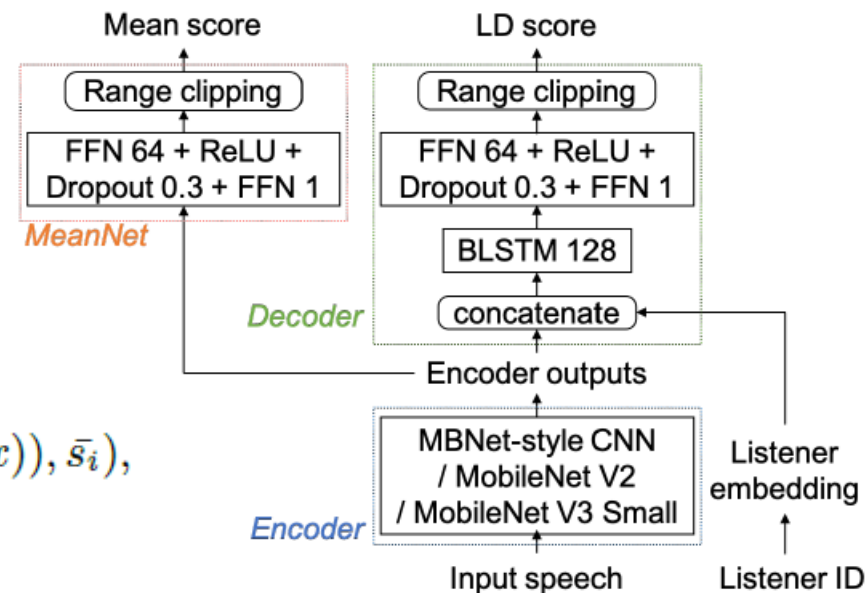 Mean score
LD score
Range clipping
Range clipping
FFN 64 + ReLU +
Dropout 0.3 + FFN 1
FFN 64 + ReLU +
Dropout 0.3 + FFN 1
MeanNet
BLSTM 128
Decoder
concatenate
Encoder outputs
x)), s̄ᵢ),
MBNet-style CNN
/ MobileNet V2
/ MobileNet V3 Small
Listener
embedding
Encoder
Input speech
Listener ID